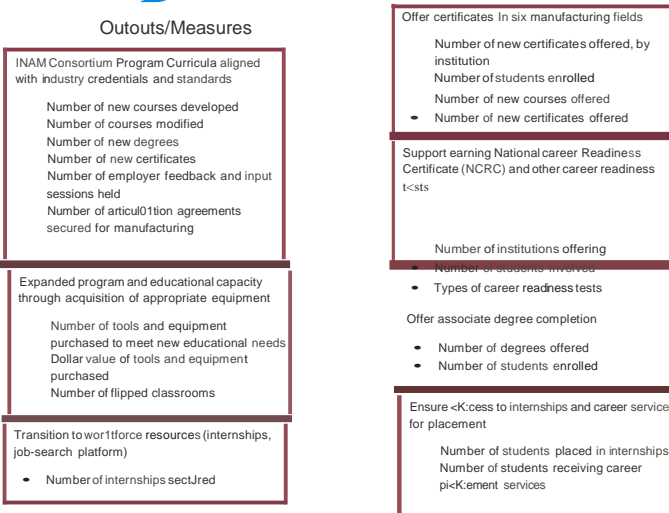 Outouts/Measures
INAM Consortium Program Curricula aligned
with industry credentials and standards
Number of new courses developed
Number of courses modified
Number of new degrees
Number of new certificates
Number of employer feedback and input
sessions held
Number of articul01tion agreements
secured for manufacturing
Expanded program and educational capacity
through acquisition of appropriate equipment
Number of tools and equipment
purchased to meet new educational needs
Dollar value of tools and equipment
purchased
Number of flipped classrooms
Transition to wor1tforce resources (internships,
job-search platform)
• Number of internships sectJred
Offer certificates In six manufacturing fields
Number of new certificates offered, by
institution
Number of students enrolled
Number of new courses offered
• Number of new certificates offered
Support earning National career Readiness
Certificate (NCRC) and other career readiness
t<sts
Number of institutions offering
• Number of students involved
• Types of career readiness tests
Offer associate degree completion
• Number of degrees offered
• Number of students enrolled
Ensure <K:cess to internships and career service
for placement
Number of students placed in internships
Number of students receiving career
pi<K:ement services